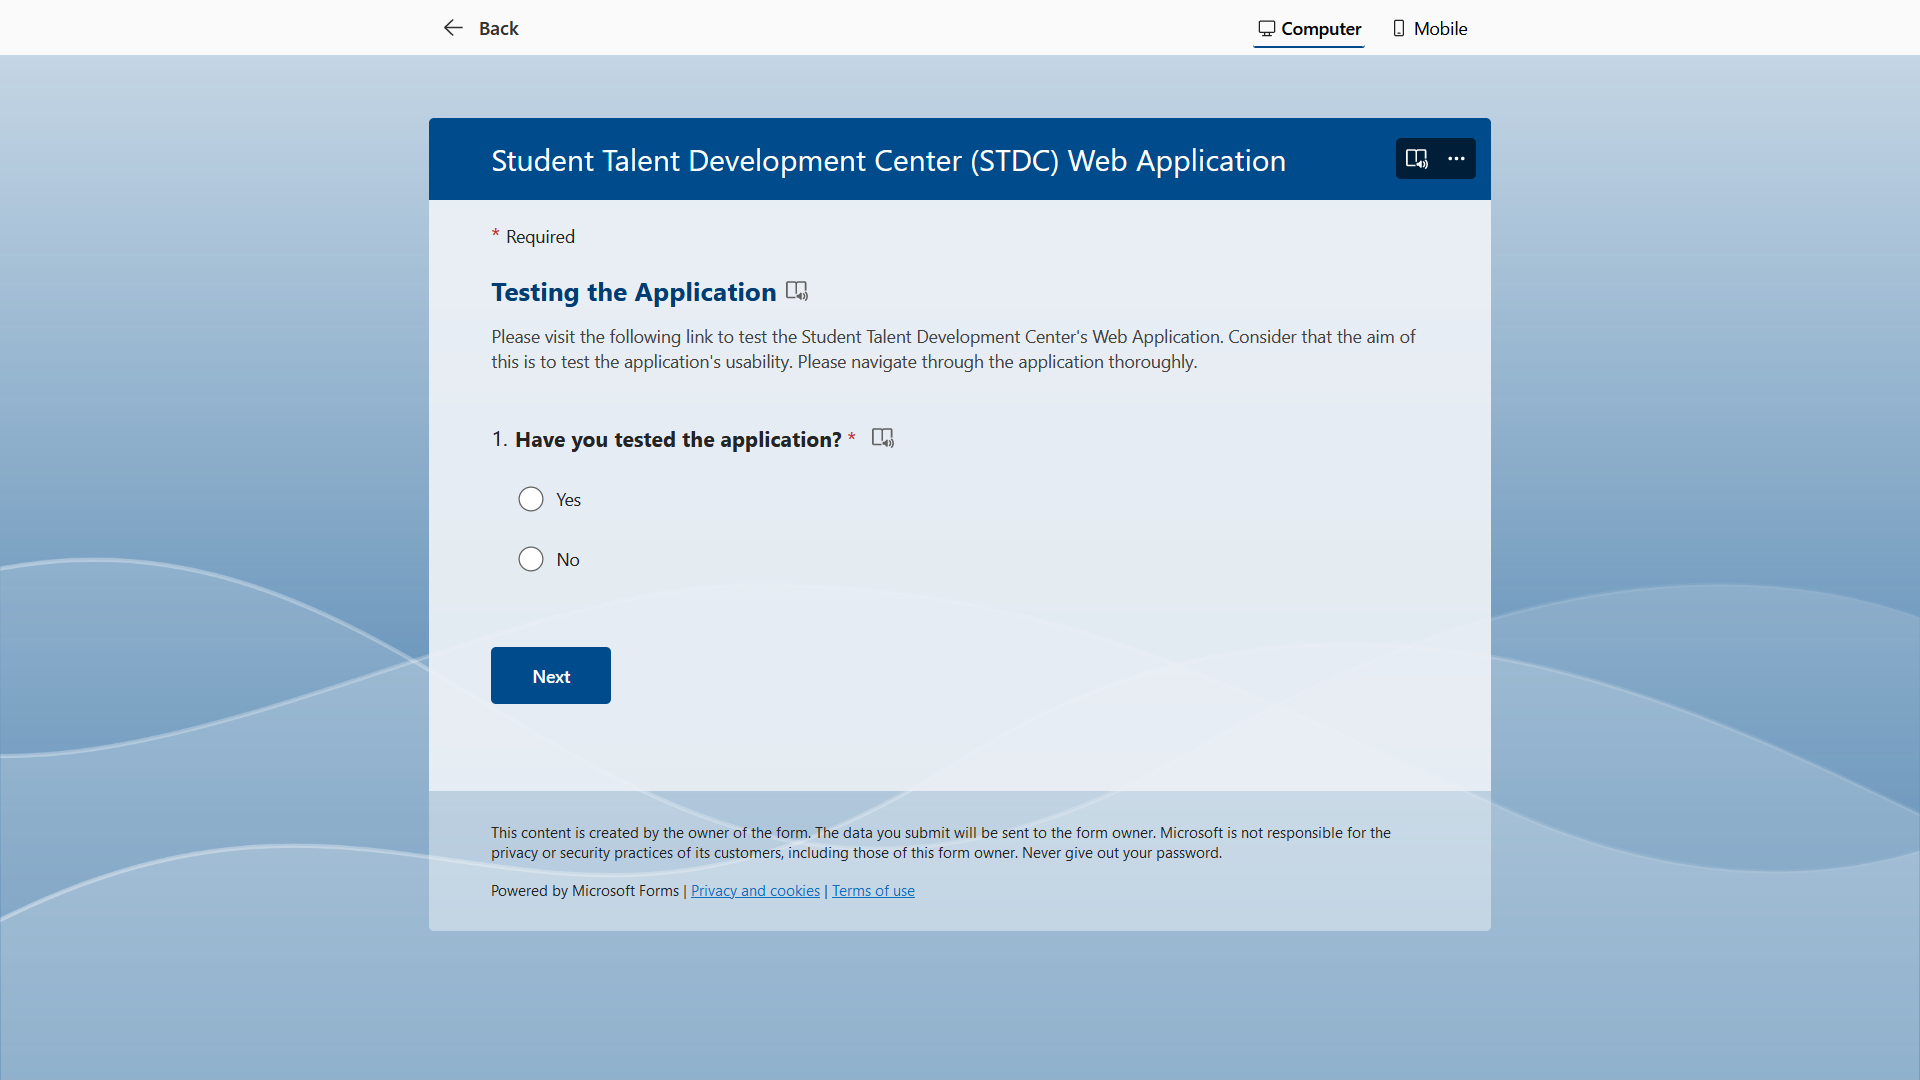 Back
Computer
Mobile
Student Talent Development Center (STDC) Web Application
* Required
Testing the Application
Please visit the following link to test the Student Talent Development Center's Web Application. Consider that the aim of
this is to test the application's usability. Please navigate through the application thoroughly.
1. Have you tested the application? *
Yes
No
Next
This content is created by the owner of the form. The data you submit will be sent to the form owner. Microsoft is not responsible for the
privacy or security practices of its customers, including those of this form owner. Never give out your password.
Powered by Microsoft Forms | Privacy and cookies | Terms of use